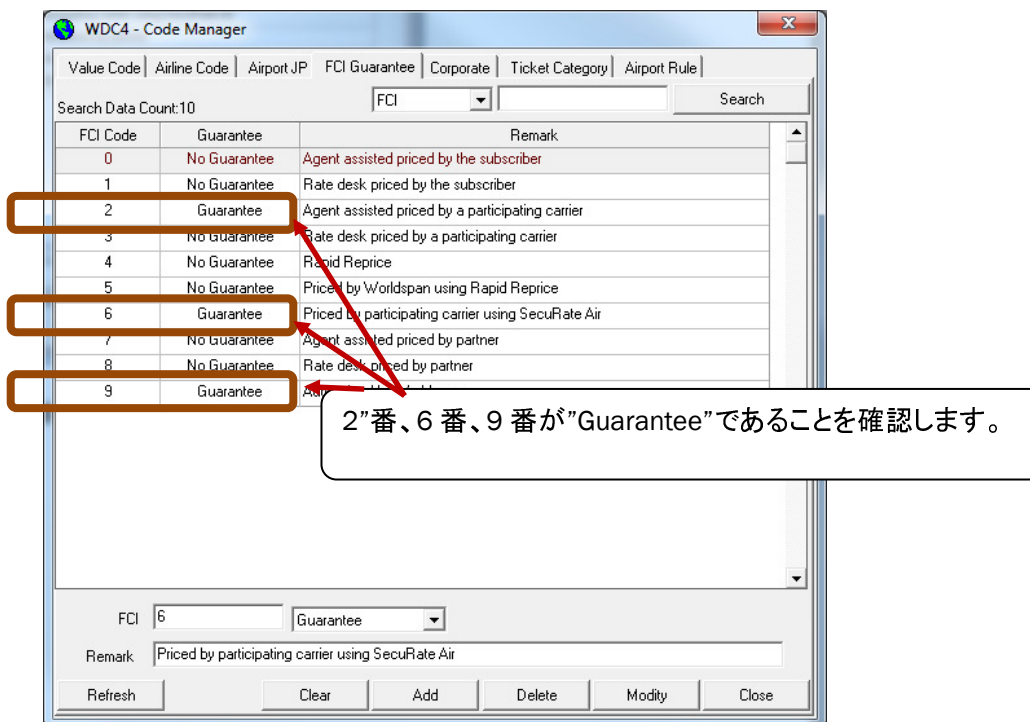 WDC4 - Code Manager
Value Code Airline Code Airport JP FCI Guarantee Corporate Ticket Category Airport Rule
Search Data Count:10 FCI Search
FCI Code Guarantee Remark
0 No Guarantee Agent assisted priced by the subscriber
1 No Guarantee Rate desk priced by the subscriber
2 Guarantee Agent assisted priced by a participating carrier
3 No Guarantee Rate desk priced by a participating carrier
4 No Guarantee Rapid Reprice
5 No Guarantee Priced by Worldspan using Rapid Reprice
6 Guarantee Priced by participating carrier using SecuRate Air
7 No Guarantee Agent assisted priced by partner
8 No Guarantee Rate desk priced by partner
9 Guarantee
2”番、6番、9番が”Guarantee”であることを確認します。
FCI 6 Guarantee
Remark Priced by participating carrier using SecuRate Air
Refresh Clear Add Delete Modify Close